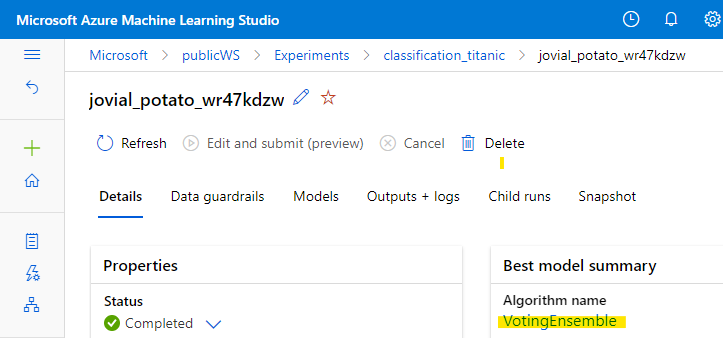 Microsoft Azure Machine Learning Studio
Microsoft > publicWS > Experiments > classification_titanic > jovial_potato_wr47kdzw
jovial_potato_wr47kdzw
Refresh Edit and submit (preview) Cancel Delete
Details Data guardrails Models Outputs + logs Child runs Snapshot
Properties
Status
Completed
Best model summary
Algorithm name
VotingEnsemble